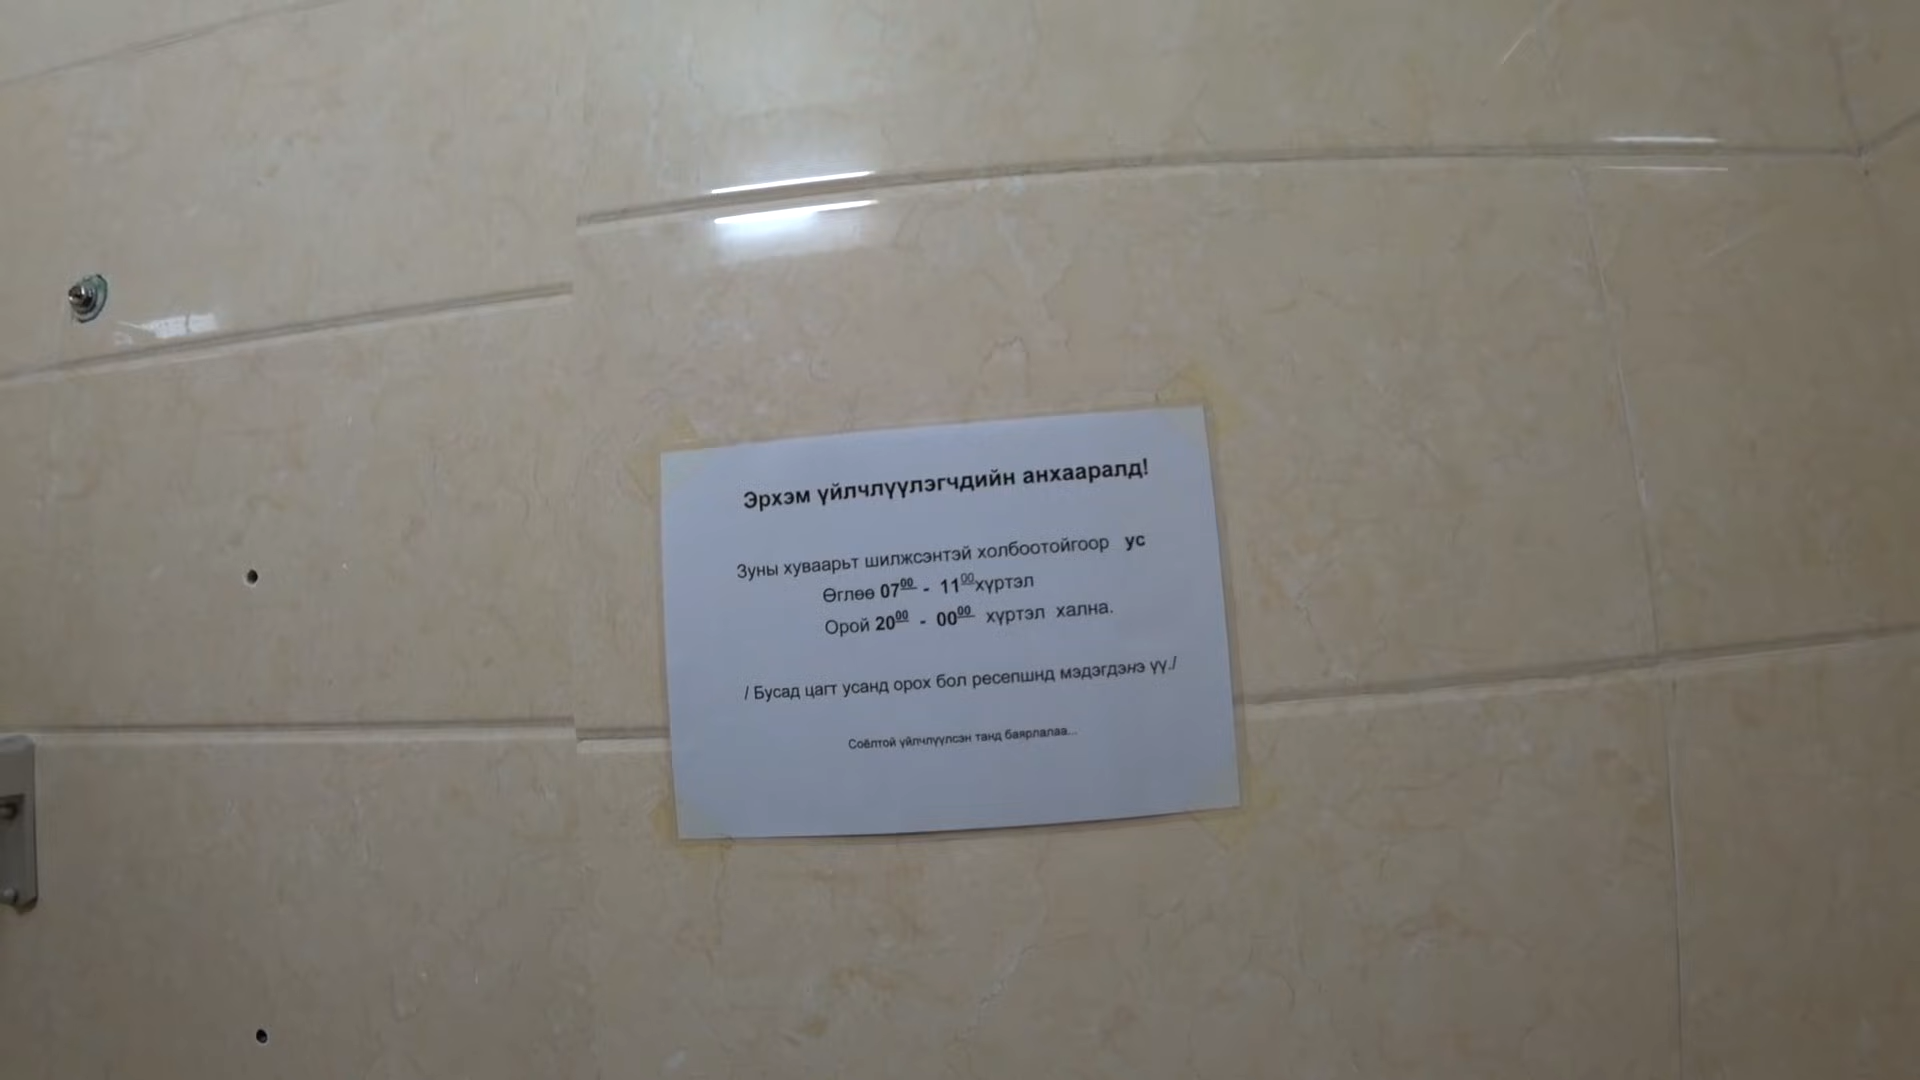 Эрхэм үйлчлүүлэгчдийн анхааралд!
Зуны хуваарьт шилжсэнтэй холбоотойгоор ус
Өглөө 07⁰⁰ - 11⁰⁰хүртэл
Орой 20⁰⁰ - 00⁰⁰ хүртэл хална.
/ Бусад цагт усанд орох бол ресепшнд мэдэгдэнэ үү./
Соёлтой үйлчлүүлсэн танд баярлалаа...